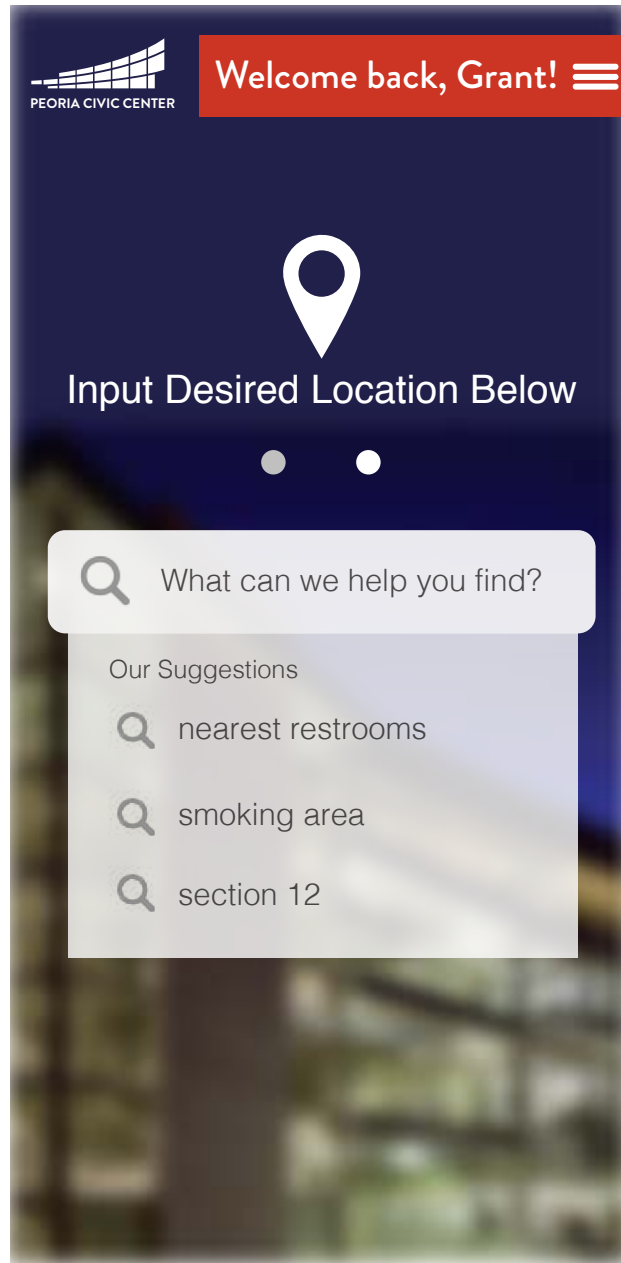 PEORIA CIVIC CENTER
Welcome back, Grant!
Input Desired Location Below
What can we help you find?
Our Suggestions
nearest restrooms
smoking area
section 12